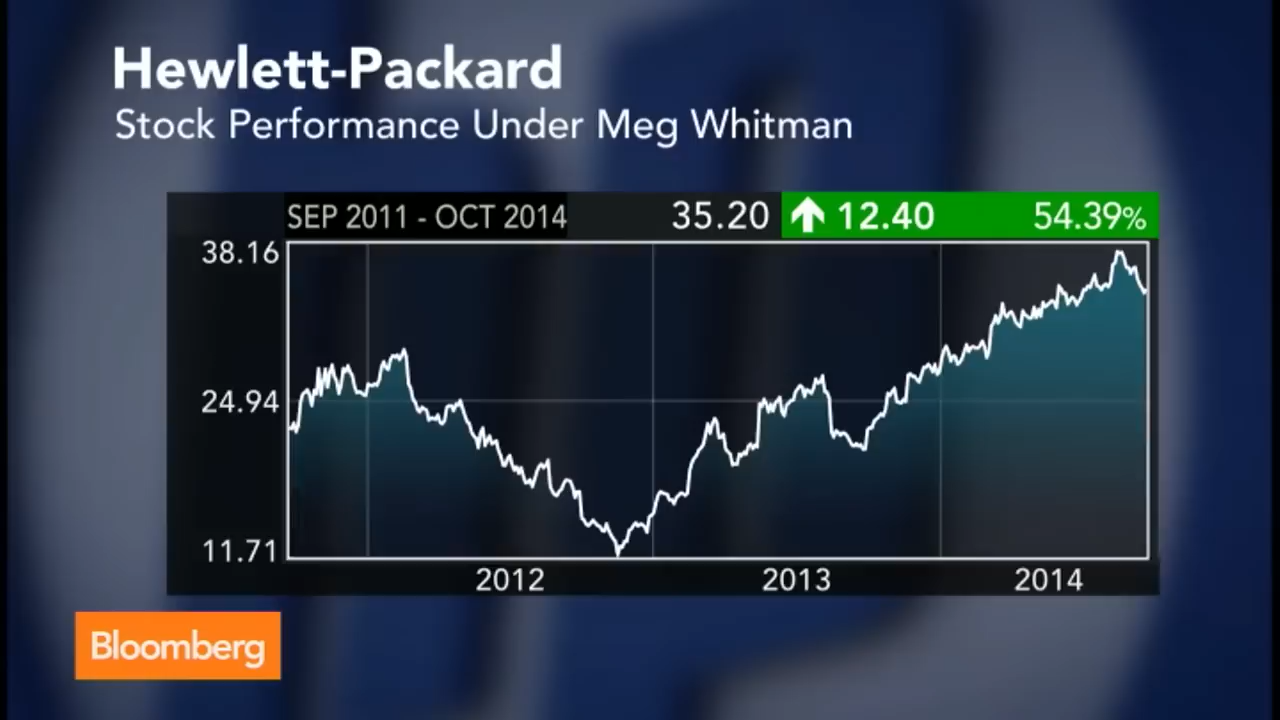 Hewlett-Packard
Stock Performance Under Meg Whitman
SEP 2011 - OCT 2014 35.20 12.40 54.39%
38.16
24.94
11.71
2012 2013 2014
Bloomberg